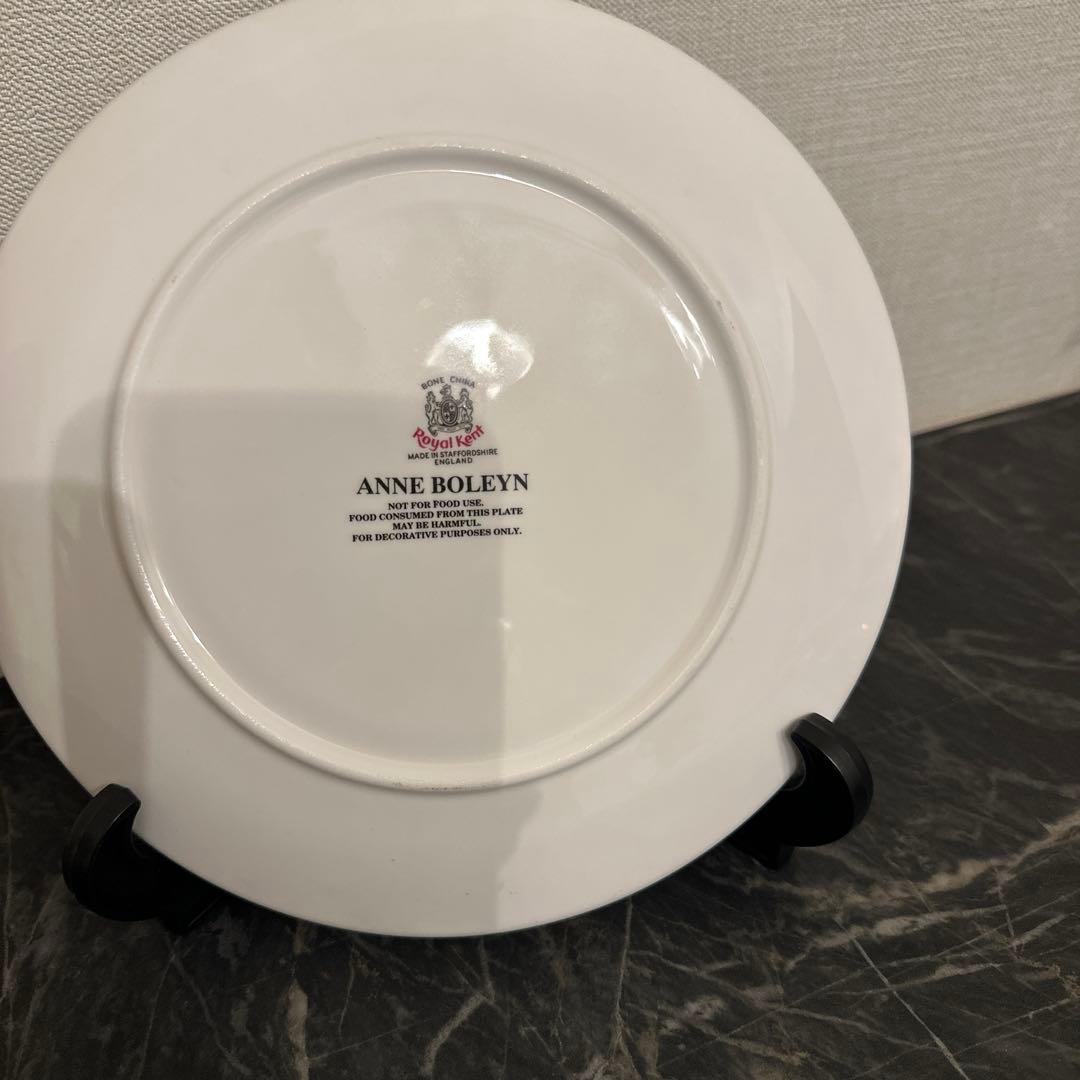 BONE CHINA
Royal Kent
MADE IN STAFFORDSHIRE
ENGLAND
ANNE BOLEYN
NOT FOR FOOD USE.
FOOD CONSUMED FROM THIS PLATE
MAY BE HARMFUL.
FOR DECORATIVE PURPOSES ONLY.